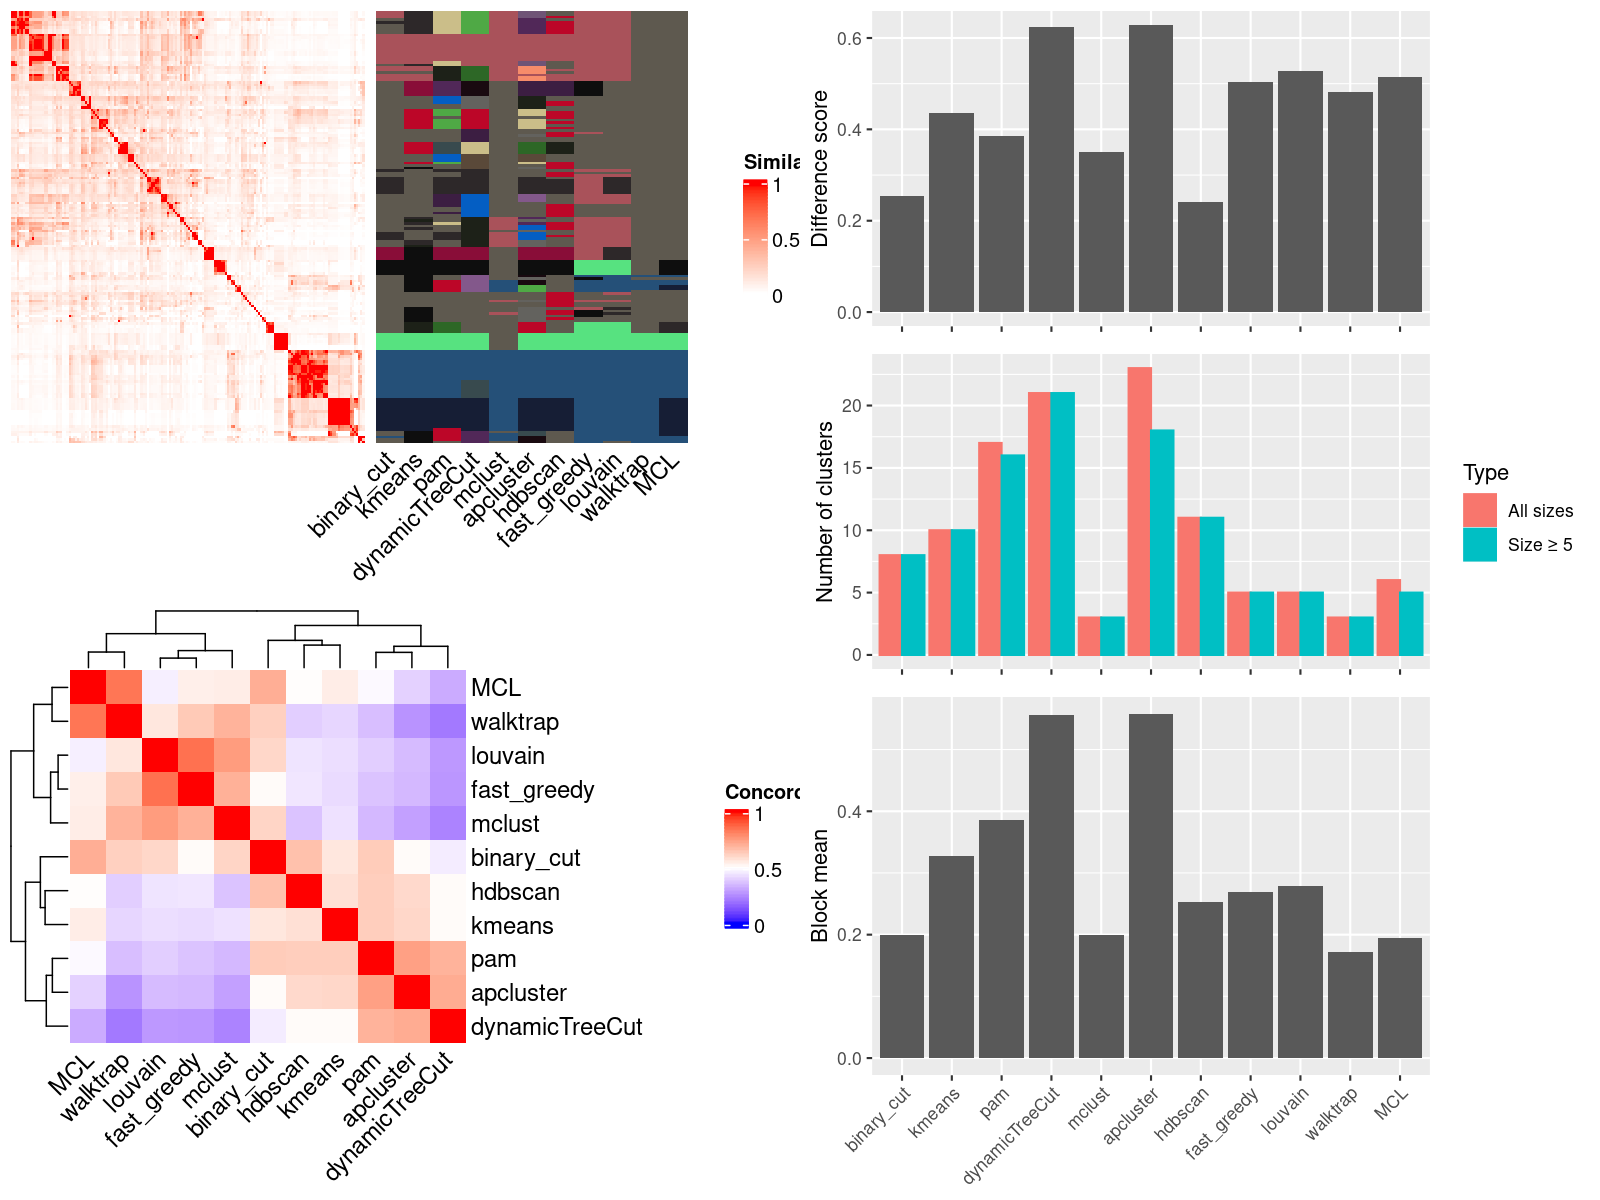 Simila
1
0.5
0
binary_cut
kmeans
pam
dynamicTreeCut
mclust
apcluster
hdbscan
fast_greedy
louvain
walktrap
MCL
MCL
walktrap
louvain
fast_greedy
mclust
binary_cut
hdbscan
kmeans
pam
apcluster
dynamicTreeCut
MCL
walktrap
louvain
fast_greedy
mclust
binary_cut
hdbscan
kmeans
pam
apcluster
dynamicTreeCut
Concord
1
0.5
0
Difference score
0.6
0.4
0.2
0.0
Number of clusters
20
15
10
5
0
Type
All sizes
Size ≥ 5
Block mean
0.4
0.2
0.0
binary_cut
kmeans
pam
dynamicTreeCut
mclust
apcluster
hdbscan
fast_greedy
louvain
walktrap
MCL